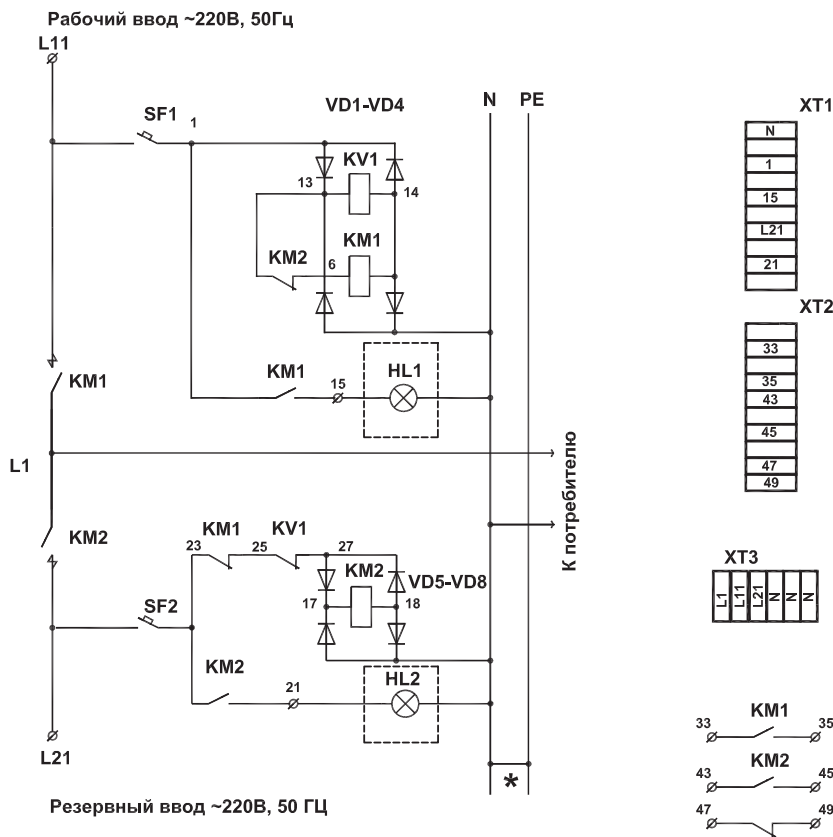 Рабочий ввод ~220В, 50Гц
L11
SF1
1
VD1-VD4
N
PE
13
KV1
14
KM2
6
KM1
KM1
KM1
15
HL1
L1
К потребителю
KM2
KM1
KV1
23
25
27
KM2
VD5-VD8
17
18
SF2
KM2
21
HL2
L21
*
Резервный ввод ~220В, 50 ГЦ
XT1
N
1
15
L21
21
XT2
33
35
43
45
47
49
XT3
L1
L11
L21
N
N
N
33
KM1
35
43
KM2
45
47
49